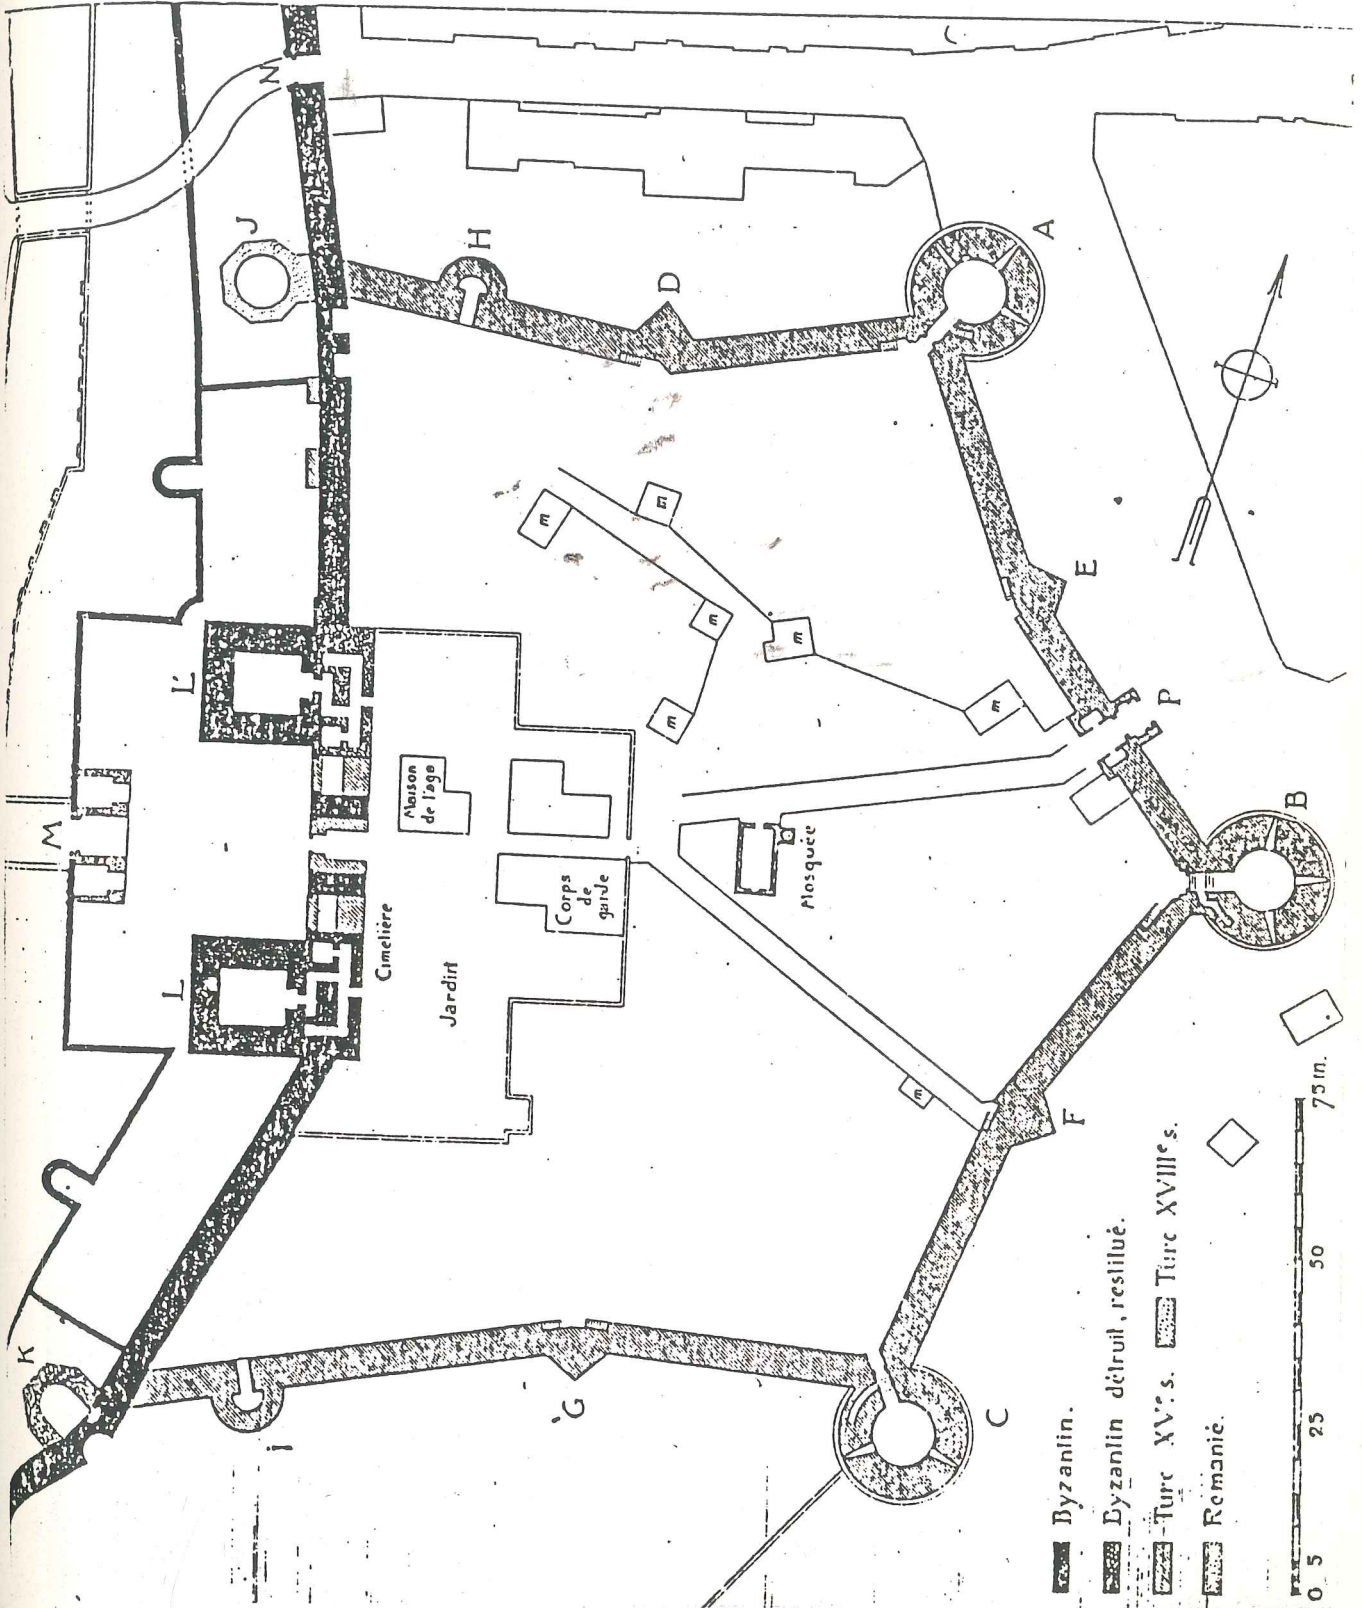 N
J
H
D
A
E
P
B
F
C
G
i
K
L
L'
M
Maison
de l'aga
Corps
de
garde
Cimetière
Jardin
Mosquée
m
m
m
m
m
m
m
Byzantin.
Byzantin détruit, restitué.
Turc XVe s.
Turc XVIIIe s.
Remanié.
0 5 25 50 75 m.